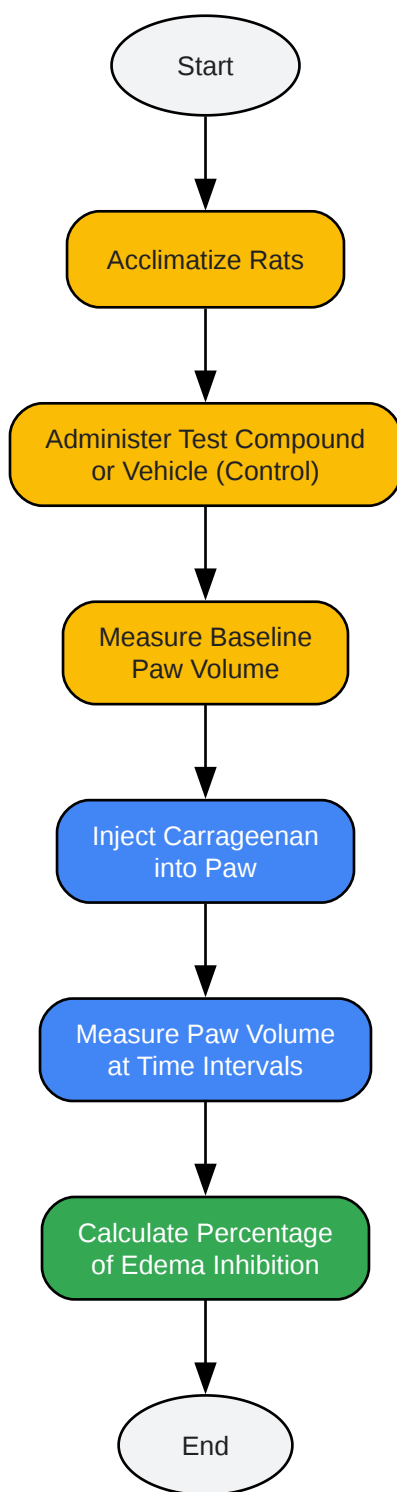 Start
Acclimatize Rats
Administer Test Compound
or Vehicle (Control)
Measure Baseline
Paw Volume
Inject Carrageenan
into Paw
Measure Paw Volume
at Time Intervals
Calculate Percentage
of Edema Inhibition
End